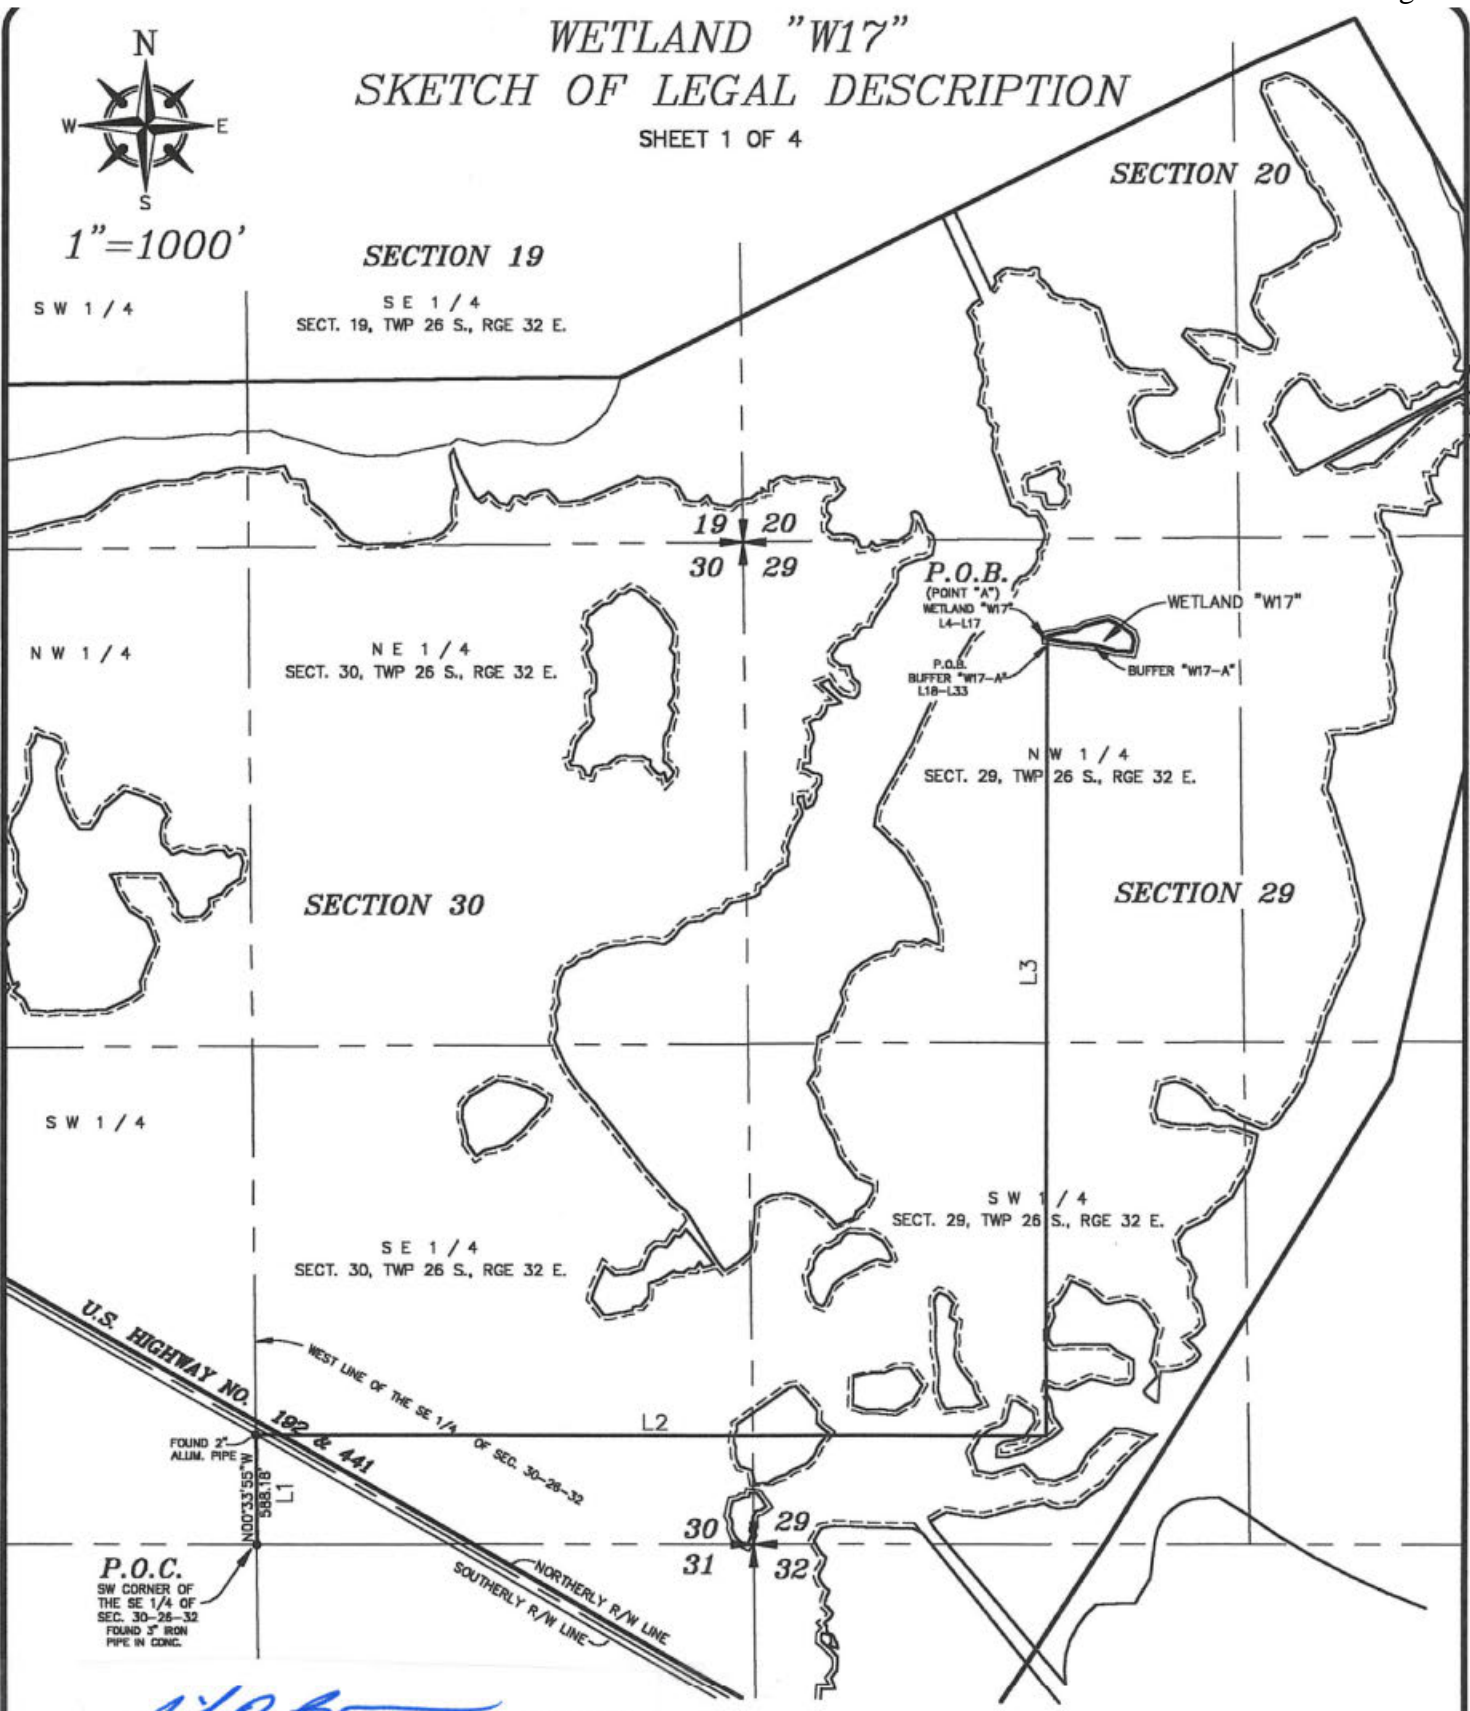 WETLAND "W17"
SKETCH OF LEGAL DESCRIPTION
SHEET 1 OF 4
N
W
E
S
1"=1000'
SECTION 20
SECTION 19
SW 1/4
SE 1/4
SECT. 19, TWP 26 S., RGE 32 E.
19 20
30 29
P.O.B.
(POINT "A")
WETLAND "W17"
L4-L17
WETLAND "W17"
P.O.B.
BUFFER "W17-A"
L18-L33
BUFFER "W17-A"
NW 1/4
NE 1/4
SECT. 30, TWP 26 S., RGE 32 E.
NW 1/4
SECT. 29, TWP 26 S., RGE 32 E.
SECTION 30
SECTION 29
L3
SW 1/4
SW 1/4
SECT. 29, TWP 26 S., RGE 32 E.
SE 1/4
SECT. 30, TWP 26 S., RGE 32 E.
U.S. HIGHWAY NO. 192 & 441
WEST LINE OF THE SE 1/4 OF SEC. 30-26-32
L2
FOUND 2"
ALUM. PIPE
N00°33'55"W
588.18'
L1
30 29
31 32
P.O.C.
SW CORNER OF
THE SE 1/4 OF
SEC. 30-26-32
FOUND 3" IRON
PIPE IN CONC.
NORTHERLY R/W LINE
SOUTHERLY R/W LINE